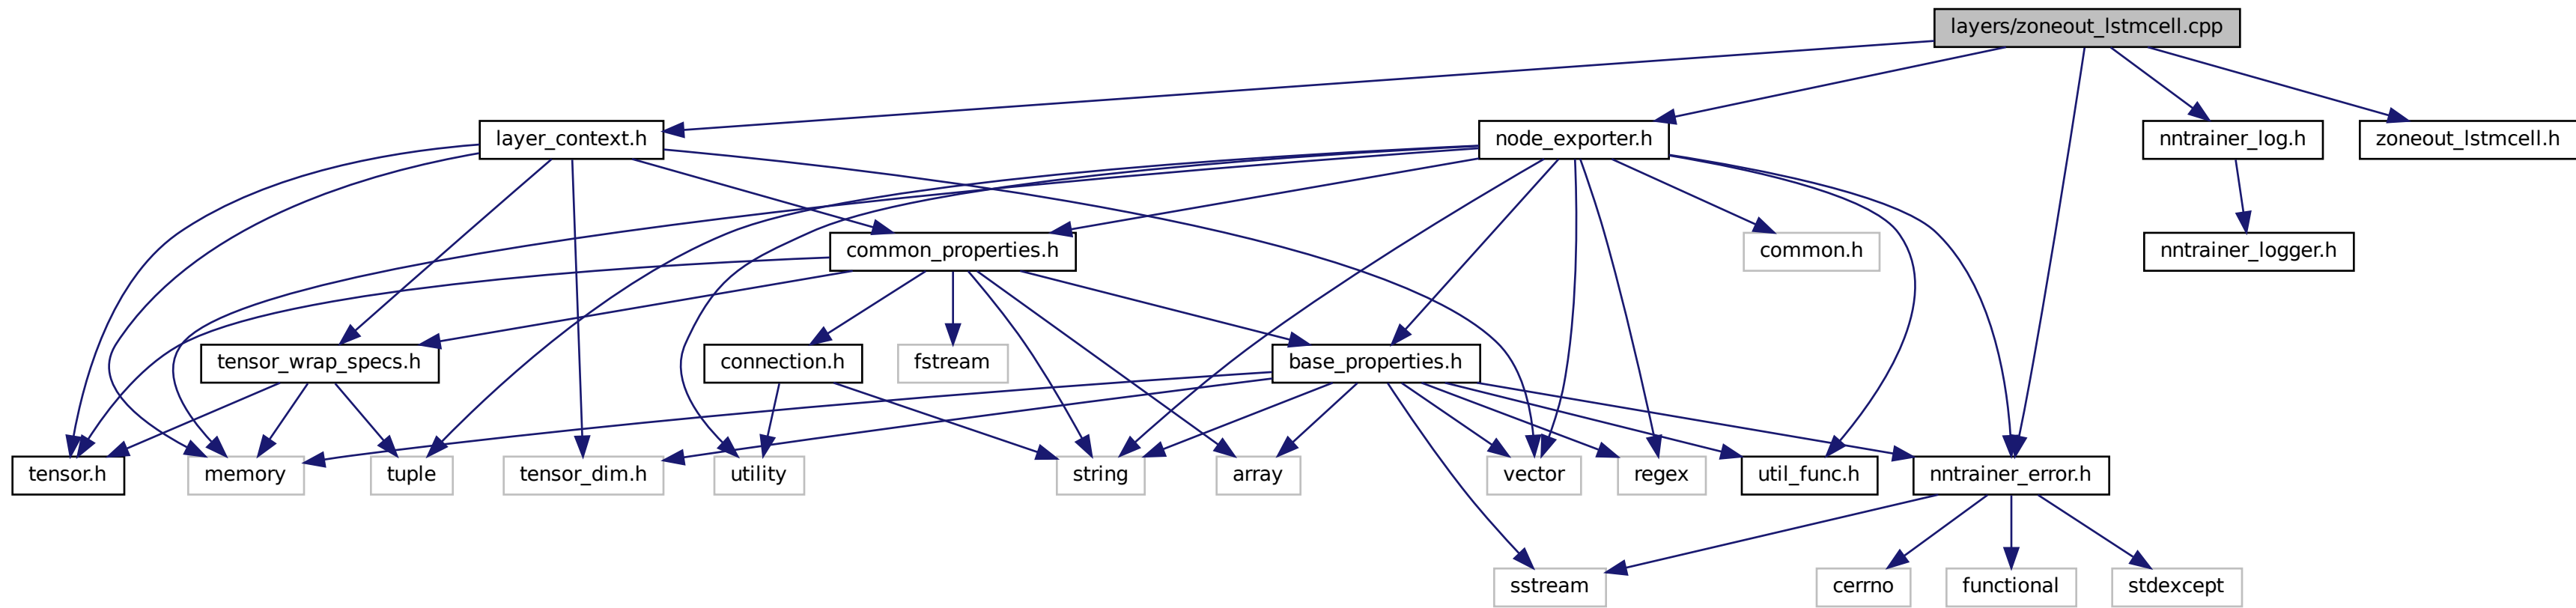 layers/zoneout_lstmcell.cpp
layer_context.h
node_exporter.h
nntrainer_log.h
zoneout_lstmcell.h
common_properties.h
common.h
nntrainer_logger.h
tensor_wrap_specs.h
connection.h
fstream
base_properties.h
tensor.h
memory
tuple
tensor_dim.h
utility
string
array
vector
regex
util_func.h
nntrainer_error.h
sstream
cerrno
functional
stdexcept